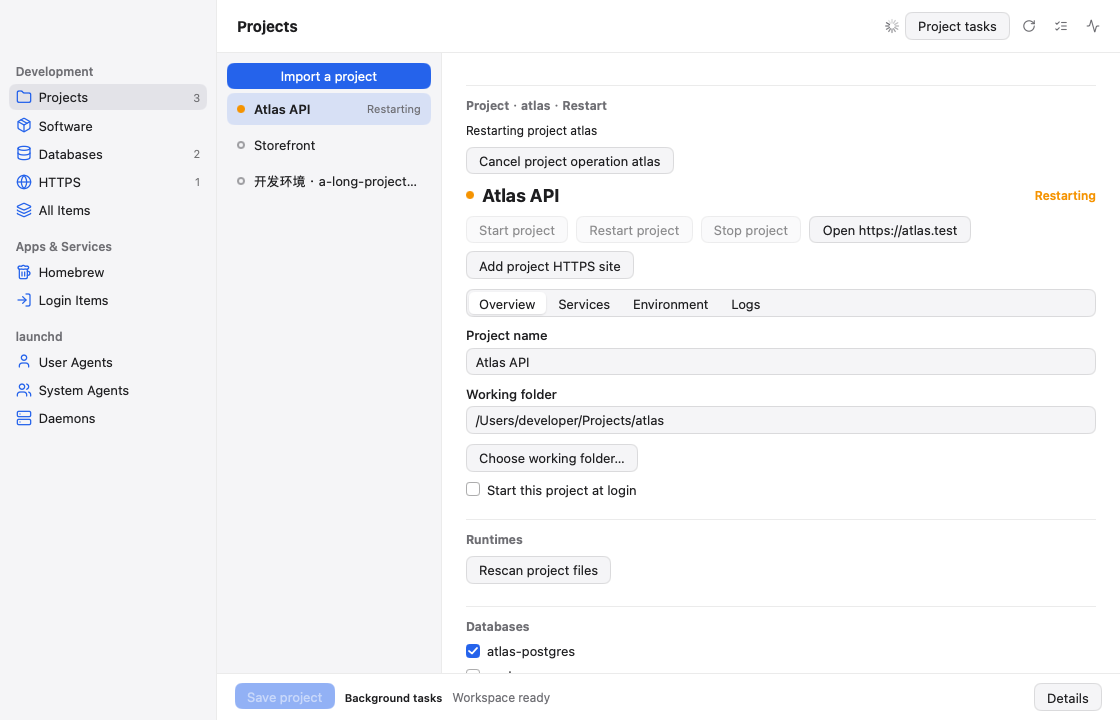 Projects
Project tasks
Development
Projects 3
Software
Databases 2
HTTPS 1
All Items
Apps & Services
Homebrew
Login Items
launchd
User Agents
System Agents
Daemons
Import a project
Atlas API Restarting
Storefront
开发环境 · a-long-project...
Project · atlas · Restart
Restarting project atlas
Cancel project operation atlas
Atlas API Restarting
Start project Restart project Stop project Open https://atlas.test
Add project HTTPS site
Overview Services Environment Logs
Project name
Atlas API
Working folder
/Users/developer/Projects/atlas
Choose working folder...
Start this project at login
Runtimes
Rescan project files
Databases
atlas-postgres
Save project Background tasks Workspace ready Details